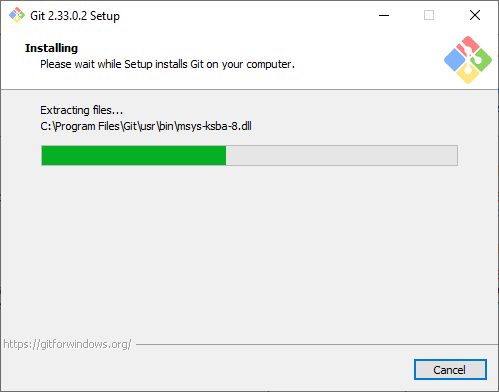 Git 2.33.0.2 Setup
Installing
Please wait while Setup installs Git on your computer.
Extracting files...
C:\Program Files\Git\usr\bin\msys-ksba-8.dll
https://gitforwindows.org/
Cancel